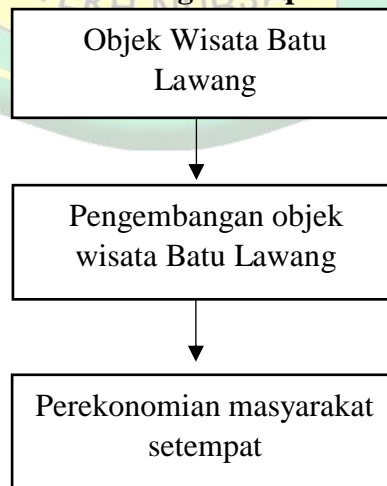 Objek Wisata Batu
Lawang
Pengembangan objek
wisata Batu Lawang
Perekonomian masyarakat
setempat